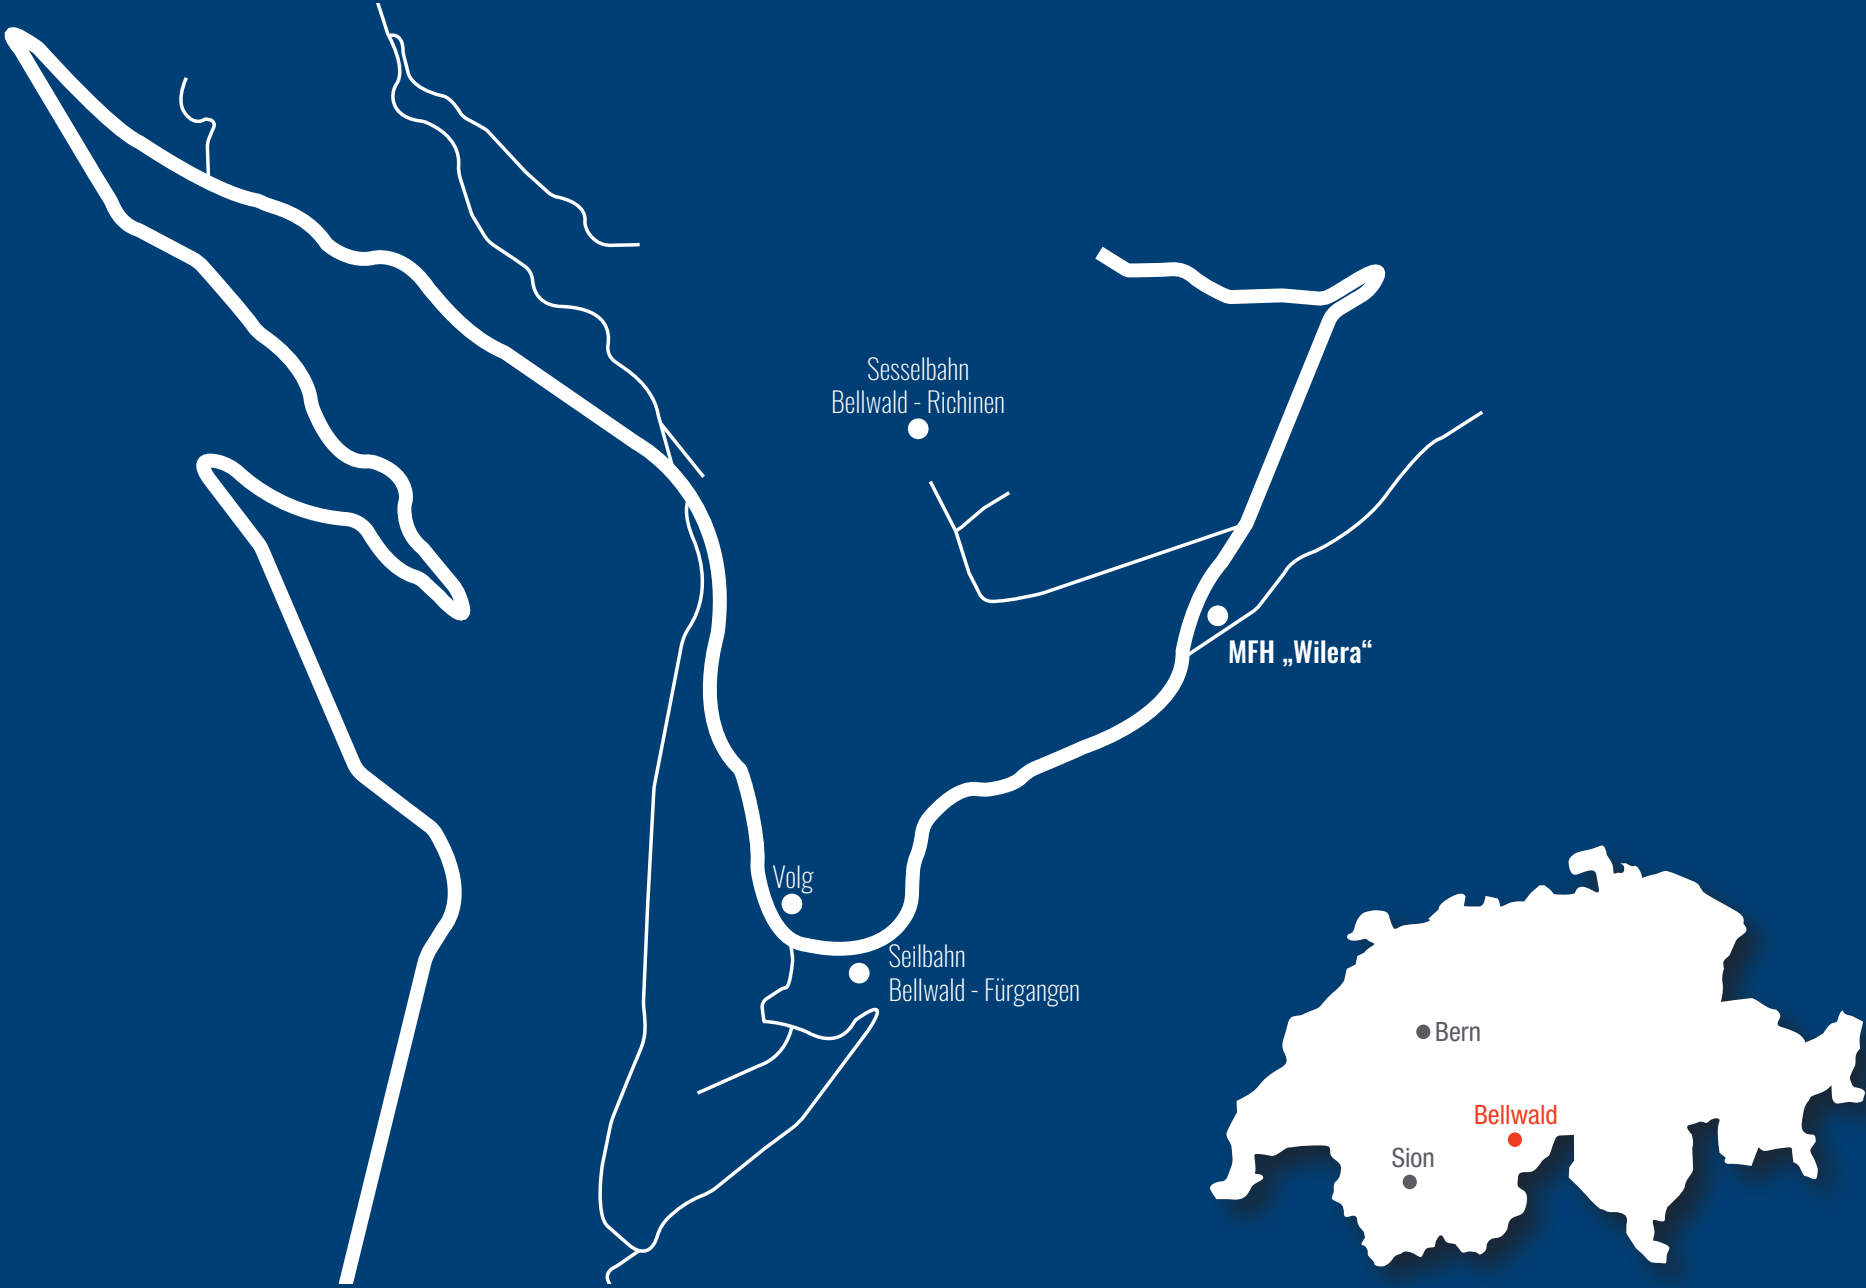 Sesselbahn
Bellwald - Richinen
MFH „Wilera“
Volg
Seilbahn
Bellwald - Fürgangen
Bern
Bellwald
Sion